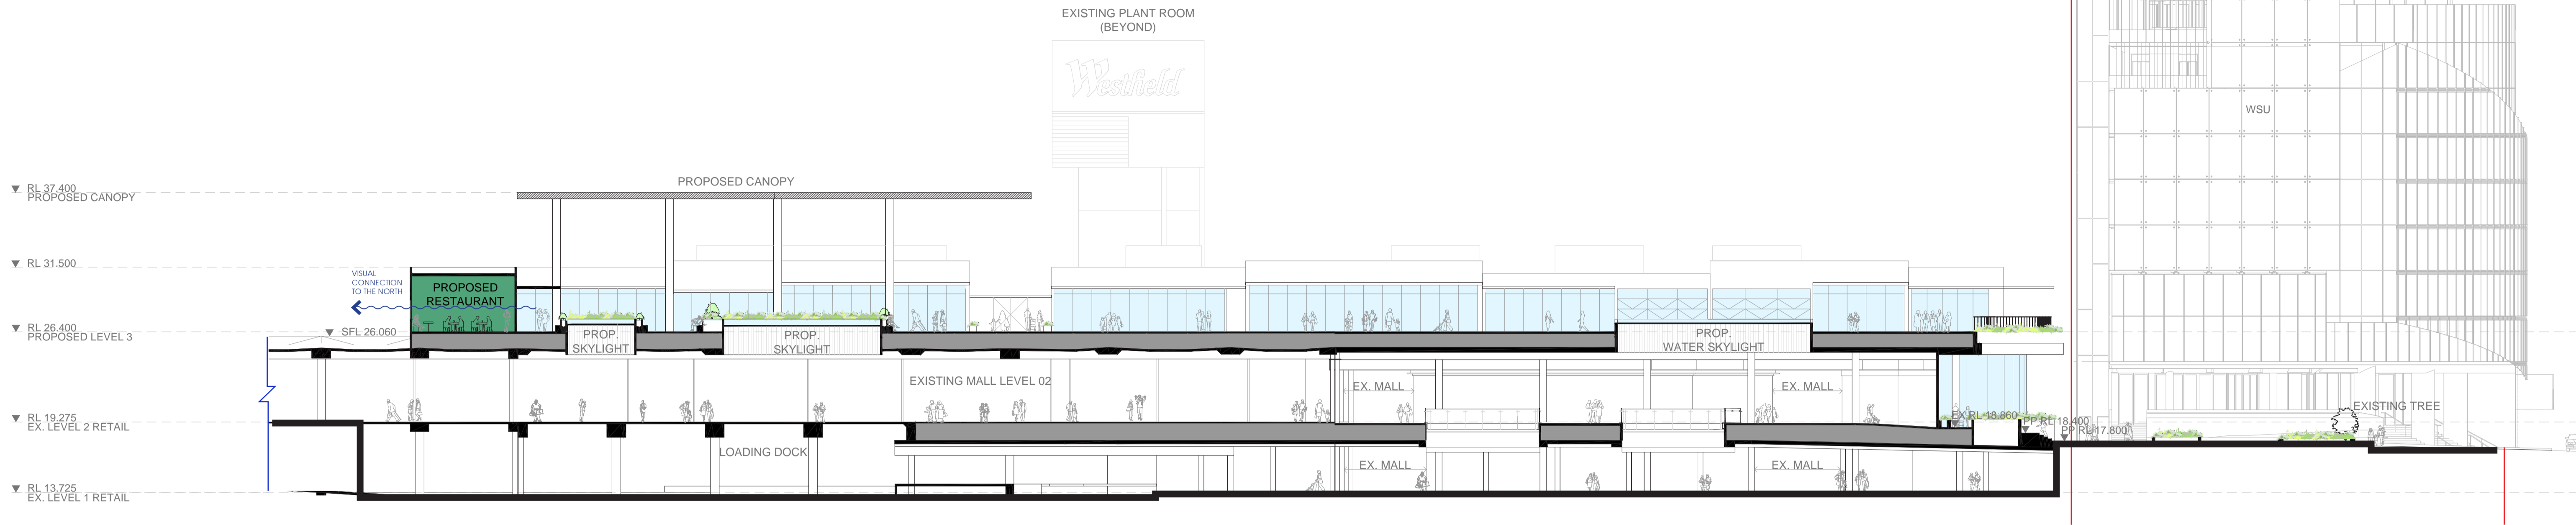 EXISTING PLANT ROOM
(BEYOND)
Westfield
WSU
RL 37.400
PROPOSED CANOPY
PROPOSED CANOPY
RL 31.500
VISUAL
CONNECTION
TO THE NORTH
PROPOSED
RESTAURANT
RL 26.400
PROPOSED LEVEL 3
SFL 26.060
PROP.
SKYLIGHT
PROP.
SKYLIGHT
PROP.
WATER SKYLIGHT
EXISTING MALL LEVEL 02
EX. MALL
EX. MALL
RL 19.275
EX. LEVEL 2 RETAIL
EX RL 18.660
PP RL 18.400
PP RL 17.800
EXISTING TREE
LOADING DOCK
EX. MALL
EX. MALL
RL 13.725
EX. LEVEL 1 RETAIL